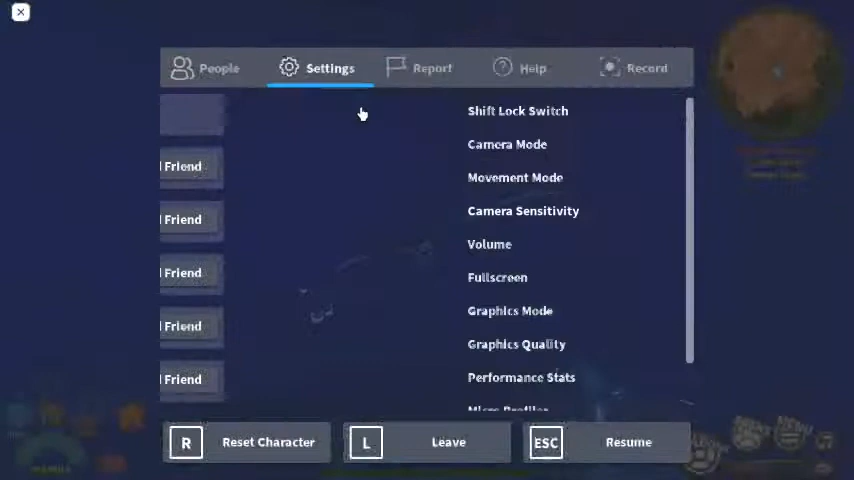 People Settings Report Help Record
Shift Lock Switch
Camera Mode
Friend
Movement Mode
Friend
Camera Sensitivity
Volume
Friend
Fullscreen
Graphics Mode
Friend
Graphics Quality
Friend
Performance Stats
R Reset Character L Leave ESC Resume